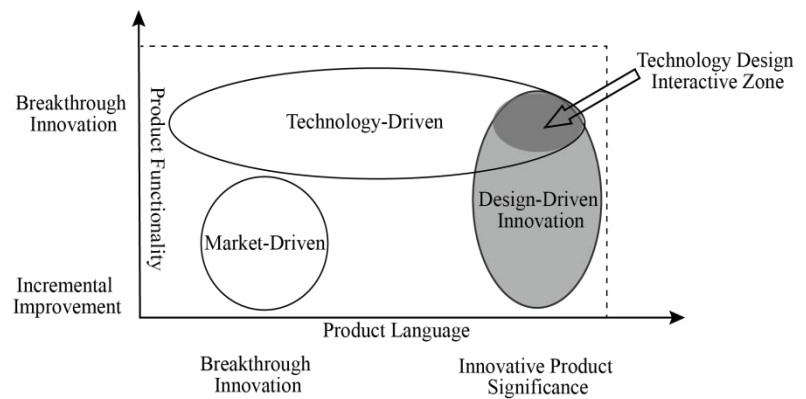 Technology Design
Interactive Zone
Breakthrough
Innovation
Product Functionality
Technology-Driven
Design-Driven
Innovation
Market-Driven
Incremental
Improvement
Product Language
Breakthrough
Innovation
Innovative Product
Significance